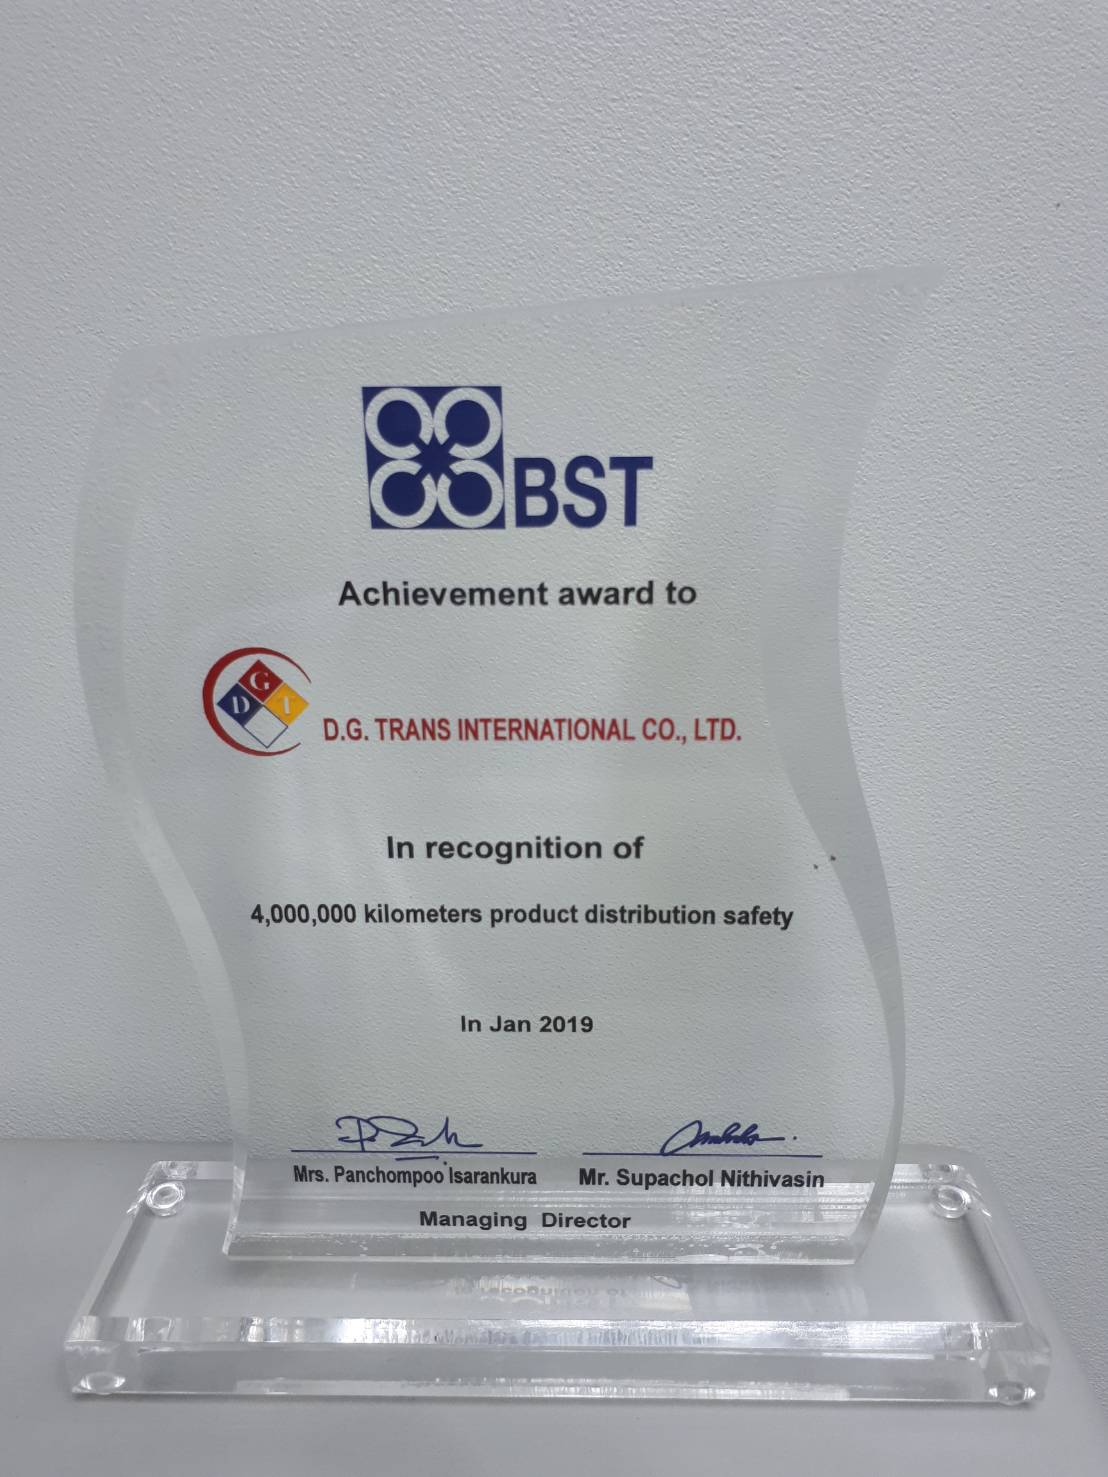 BST
Achievement award to
D G T
D.G. TRANS INTERNATIONAL CO., LTD.
In recognition of
4,000,000 kilometers product distribution safety
In Jan 2019
Mrs. Panchompoo Isarankura Mr. Supachol Nithivasin
Managing Director